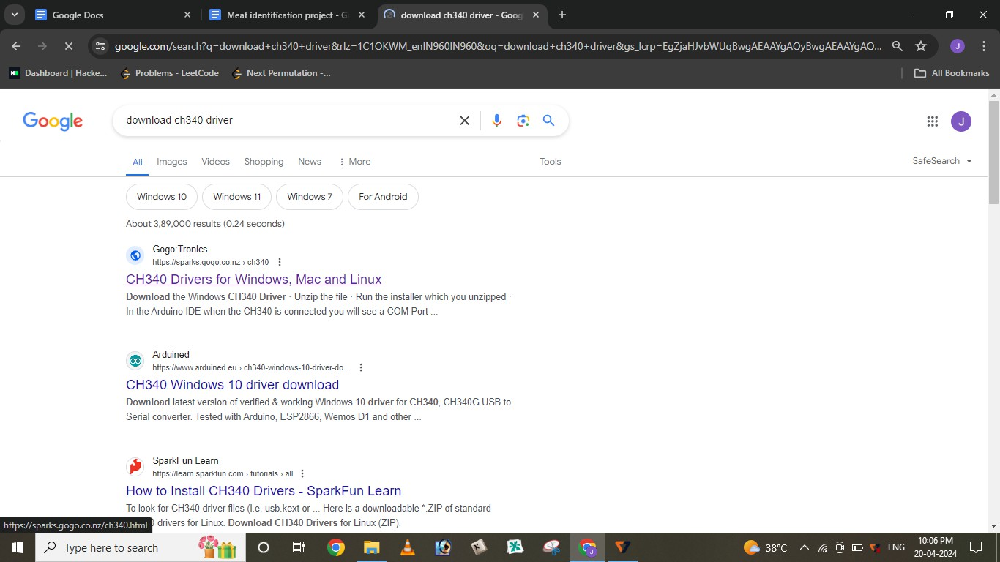 Google Docs
Meat identification project - G
download ch340 driver - Goog
google.com/search?q=download+ch340+driver&rlz=1C1OKWM_enIN960IN960&oq=download+ch340+driver&gs_lcrp=EgZjaHJvbWUqBwgAEAAYgAQyBwgAEAAYgAQ...
J
Dashboard | Hacke...
Problems - LeetCode
Next Permutation -...
All Bookmarks
Google
download ch340 driver
J
All
Images
Videos
Shopping
News
More
Tools
SafeSearch
Windows 10
Windows 11
Windows 7
For Android
About 3,89,000 results (0.24 seconds)
Gogo:Tronics
https://sparks.gogo.co.nz › ch340
CH340 Drivers for Windows, Mac and Linux
Download the Windows CH340 Driver · Unzip the file · Run the installer which you unzipped ·
In the Arduino IDE when the CH340 is connected you will see a COM Port ...
Arduined
https://www.arduined.eu › ch340-windows-10-driver-do...
CH340 Windows 10 driver download
Download latest version of verified & working Windows 10 driver for CH340, CH340G USB to
Serial converter. Tested with Arduino, ESP2866, Wemos D1 and other ...
SparkFun Learn
https://learn.sparkfun.com › tutorials › all
How to Install CH340 Drivers - SparkFun Learn
To look for CH340 driver files (i.e. usb.kext or ... Here is a downloadable *.ZIP of standard
drivers for Linux. Download CH340 Drivers for Linux (ZIP).
https://sparks.gogo.co.nz/ch340.html
Type here to search
38°C
ENG
10:06 PM
20-04-2024